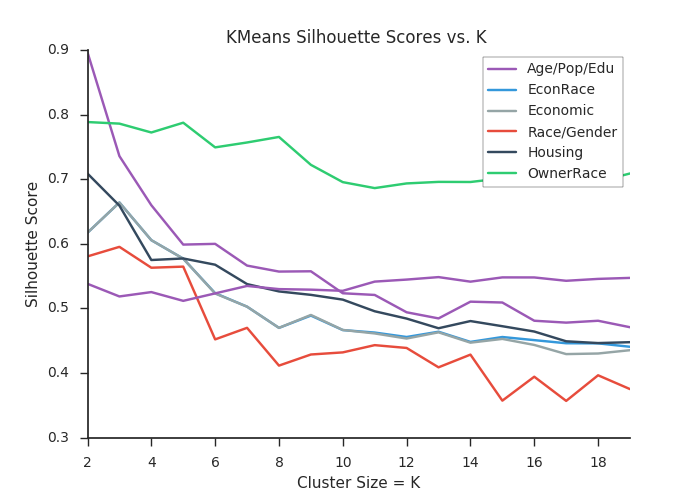 KMeans Silhouette Scores vs. K
Silhouette Score
0.9
0.8
0.7
0.6
0.5
0.4
0.3
Age/Pop/Edu
EconRace
Economic
Race/Gender
Housing
OwnerRace
2 4 6 8 10 12 14 16 18
Cluster Size = K